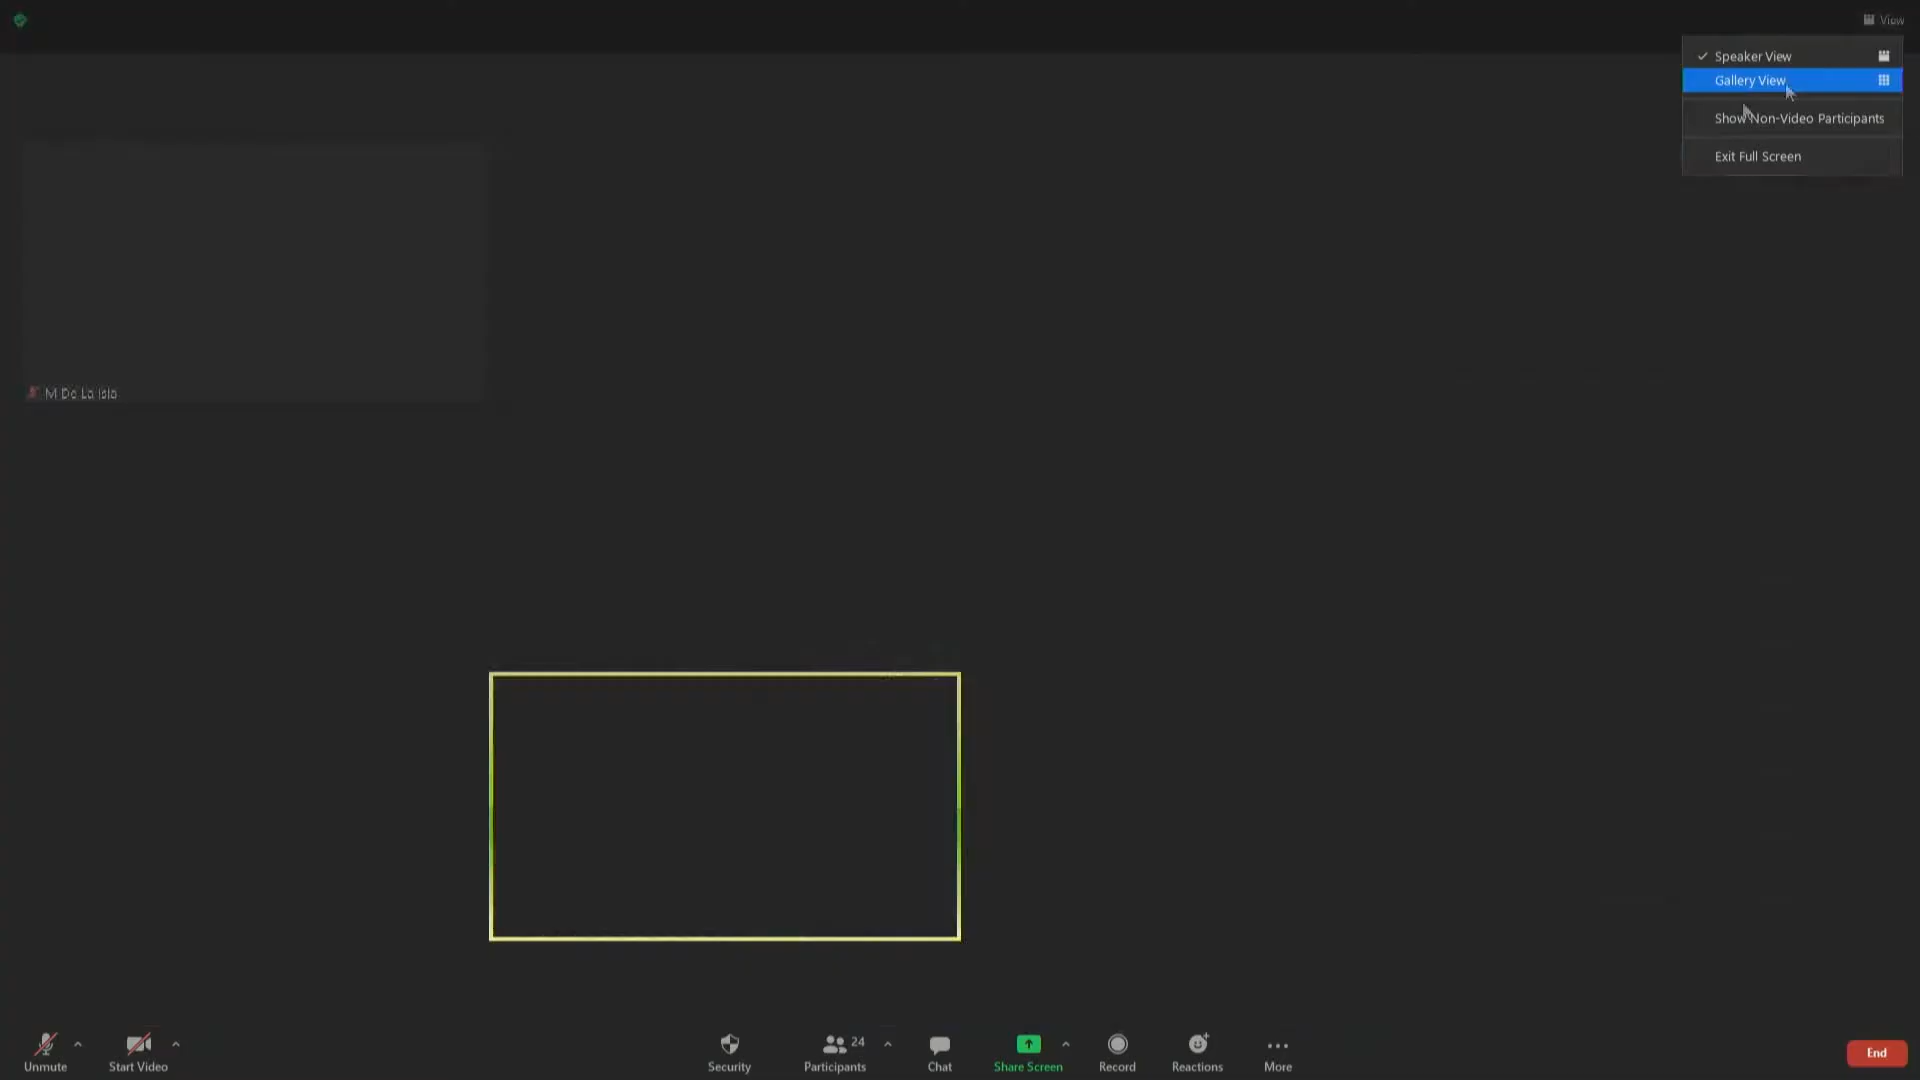 View
Speaker View
Gallery View
Show Non-Video Participants
Exit Full Screen
M De La Isla
Unmute
Start Video
Security
24
Participants
Chat
Share Screen
Record
Reactions
More
End